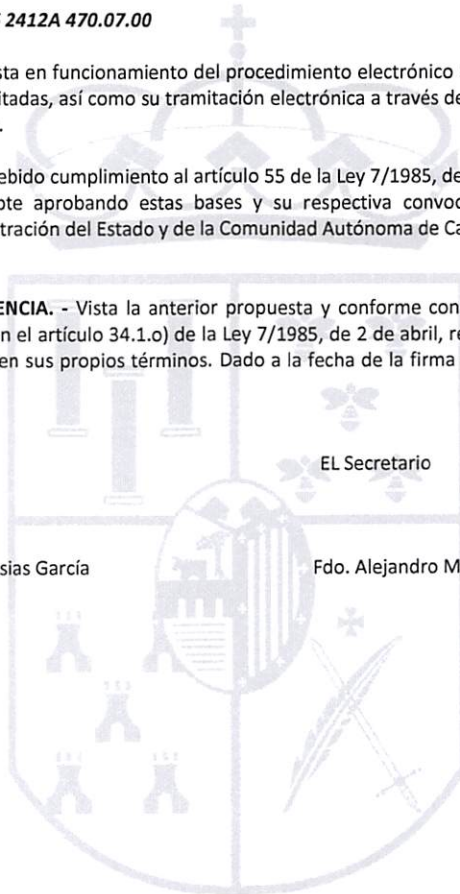 2412A 470.07.00
sta en funcionamiento del procedimiento electrónico
itadas, así como su tramitación electrónica a través de
.
ebido cumplimiento al artículo 55 de la Ley 7/1985, de
pte aprobando estas bases y su respectiva convoc
tración del Estado y de la Comunidad Autónoma de Ca
ENCIA. - Vista la anterior propuesta y conforme con
n el artículo 34.1.o) de la Ley 7/1985, de 2 de abril, re
en sus propios términos. Dado a la fecha de la firma
EL Secretario
sias García
Fdo. Alejandro M